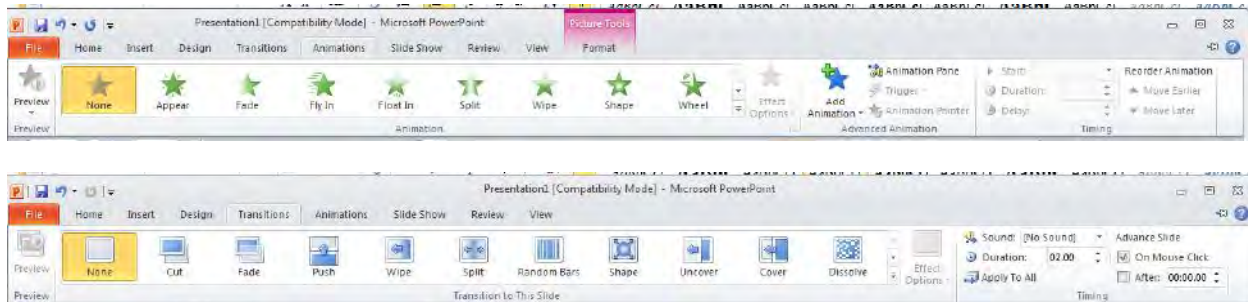 Presentation1 [Compatibility Mode] - Microsoft PowerPoint Picture Tools
File Home Insert Design Transitions Animations Slide Show Review View Format
Animation Pane Start: Reorder Animation
Trigger Duration: Move Earlier
Preview None Appear Fade Fly In Float In Split Wipe Shape Wheel Effect Options Add Animation Animation Painter Delay: Move Later
Preview Animation Advanced Animation Timing
Presentation1 [Compatibility Mode] - Microsoft PowerPoint
File Home Insert Design Transitions Animations Slide Show Review View
Sound: [No Sound] Advance Slide
Duration: 02.00 On Mouse Click
Preview None Cut Fade Push Wipe Split Random Bars Shape Uncover Cover Dissolve Effect Options Apply To All After: 00:00.00
Preview Transition to This Slide Timing